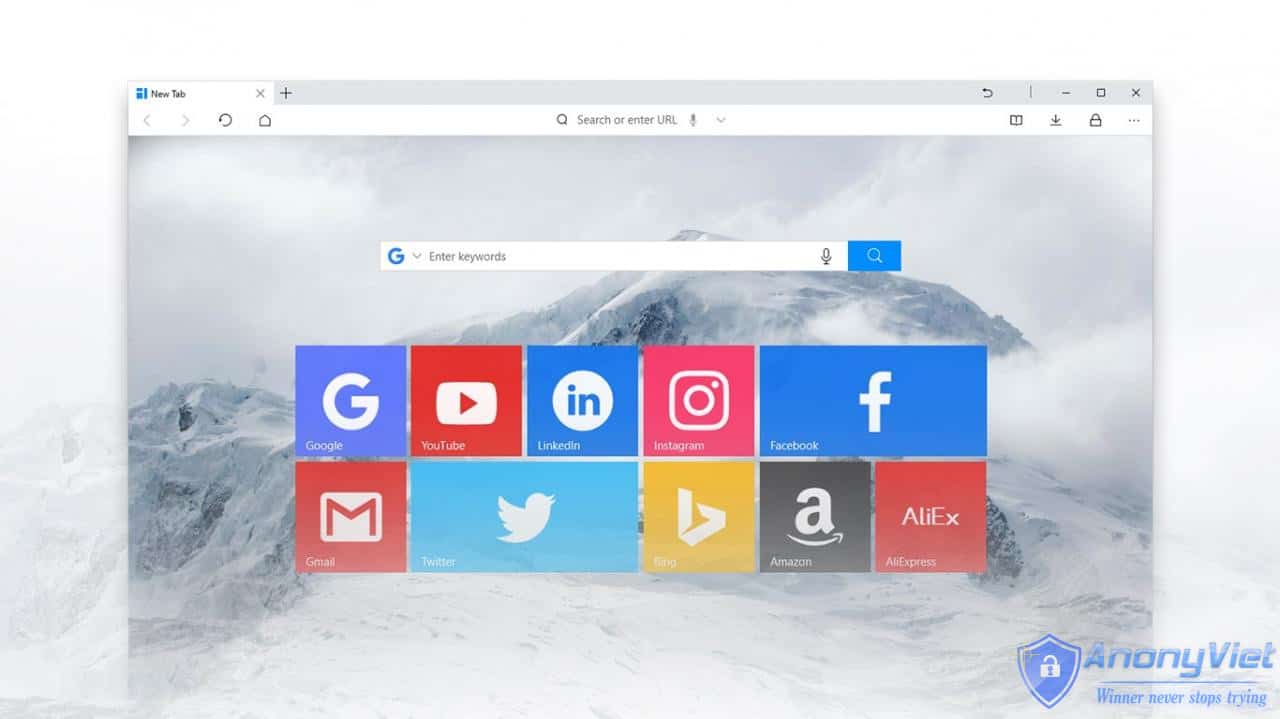 New Tab
Search or enter URL
Enter keywords
Google
YouTube
in
LinkedIn
Instagram
Facebook
Gmail
Twitter
Bing
a
Amazon
AliEx
AliExpress
AnonyViet
Winner never stops trying